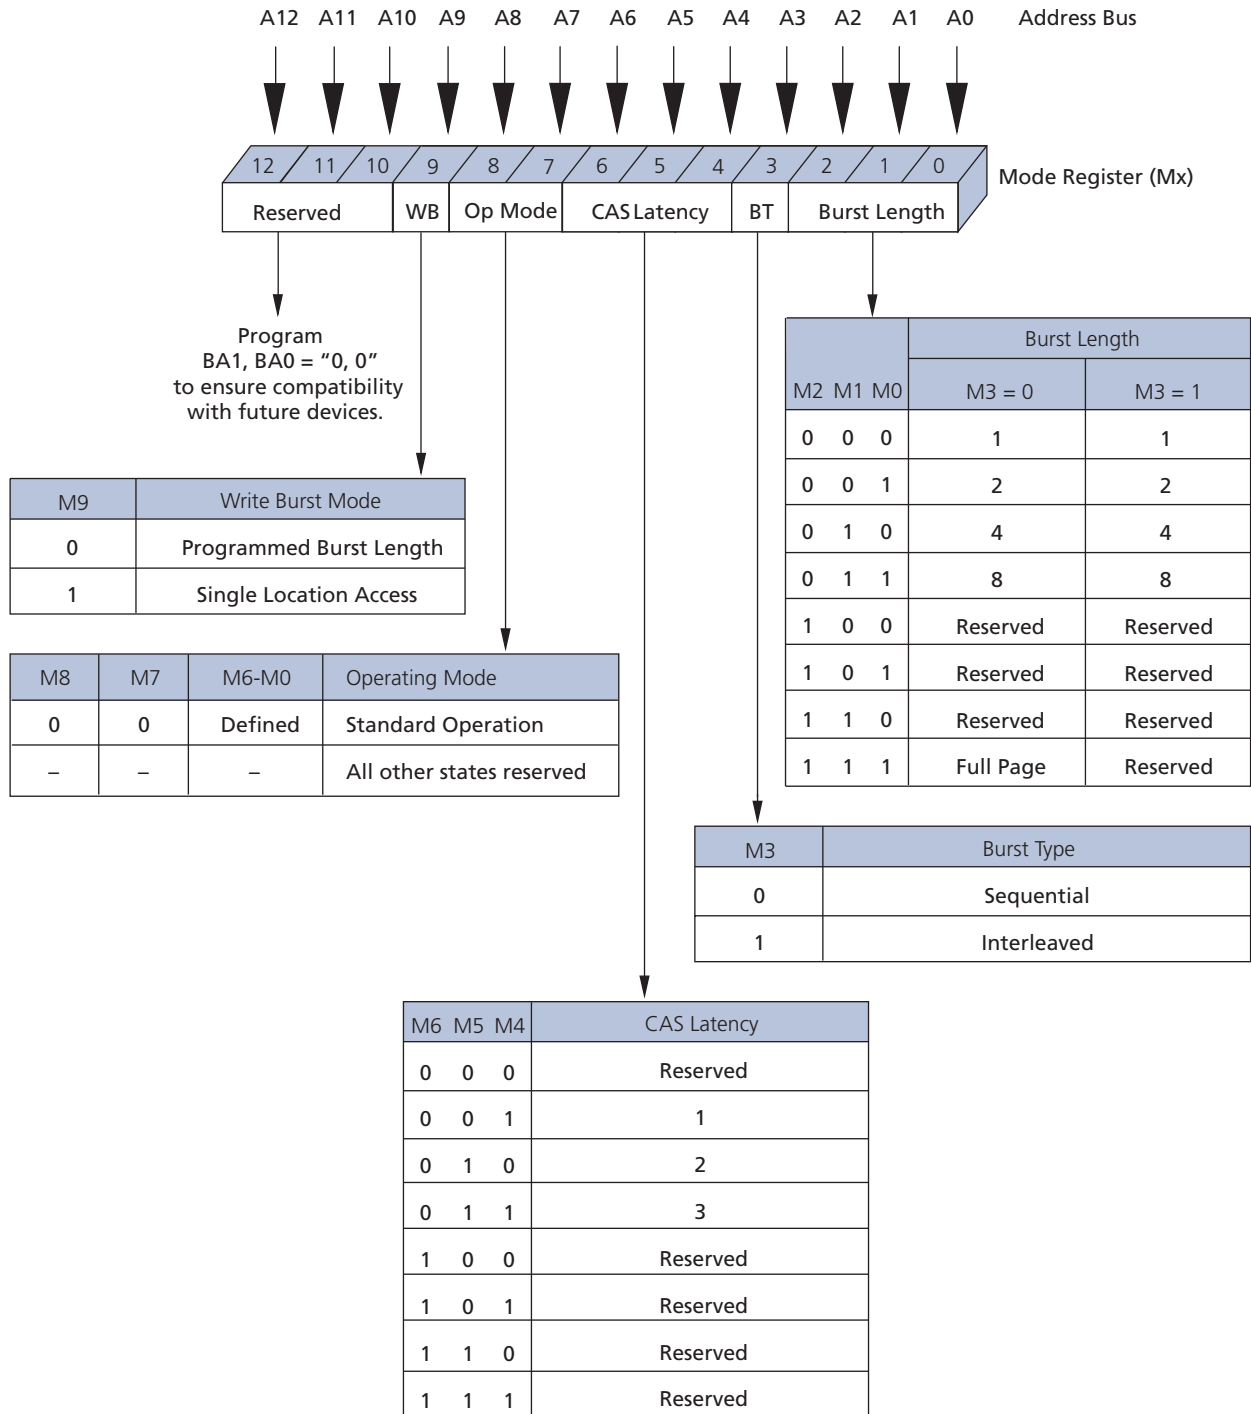 A12 A11 A10 A9 A8 A7 A6 A5 A4 A3 A2 A1 A0 Address Bus
12 11 10 9 8 7 6 5 4 3 2 1 0
Mode Register (Mx)
Reserved WB Op Mode CAS Latency BT Burst Length
Program
BA1, BA0 = “0, 0”
to ensure compatibility
with future devices.
M9 Write Burst Mode
0 Programmed Burst Length
1 Single Location Access
M8 M7 M6-M0 Operating Mode
0 0 Defined Standard Operation
– – – All other states reserved
Burst Length
M2 M1 M0 M3 = 0 M3 = 1
0 0 0 1 1
0 0 1 2 2
0 1 0 4 4
0 1 1 8 8
1 0 0 Reserved Reserved
1 0 1 Reserved Reserved
1 1 0 Reserved Reserved
1 1 1 Full Page Reserved
M3 Burst Type
0 Sequential
1 Interleaved
M6 M5 M4 CAS Latency
0 0 0 Reserved
0 0 1 1
0 1 0 2
0 1 1 3
1 0 0 Reserved
1 0 1 Reserved
1 1 0 Reserved
1 1 1 Reserved